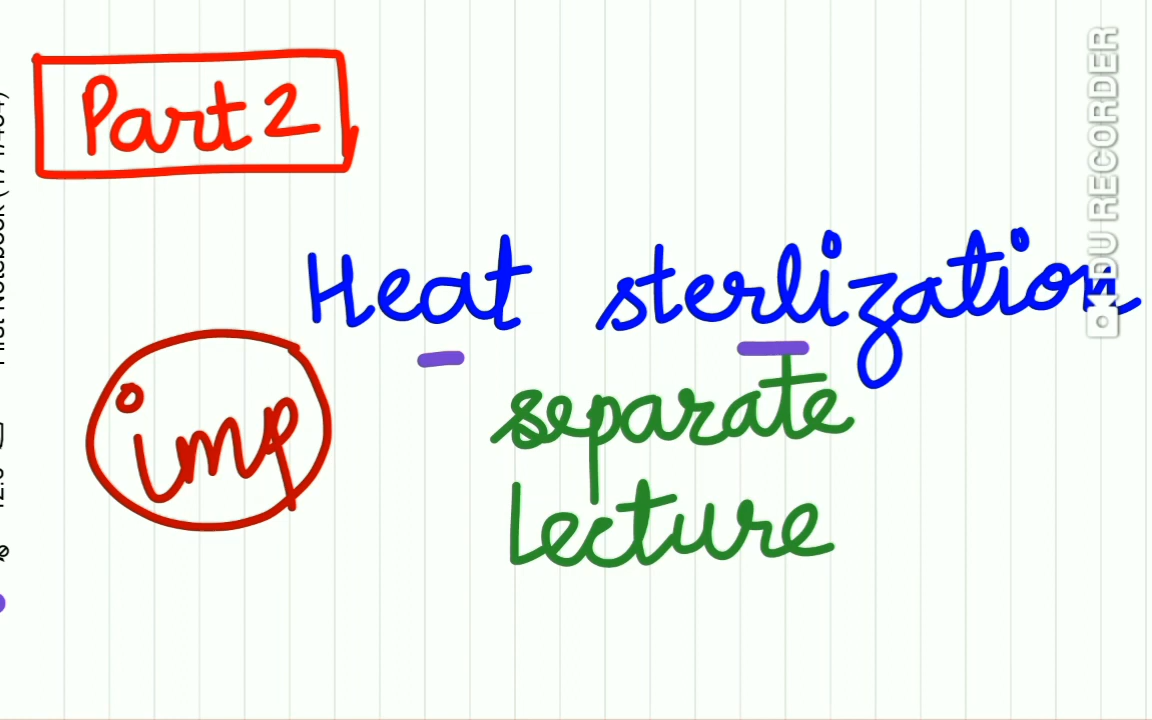 Part 2
Heat sterlization
imp
separate
lecture
DU RECORDER